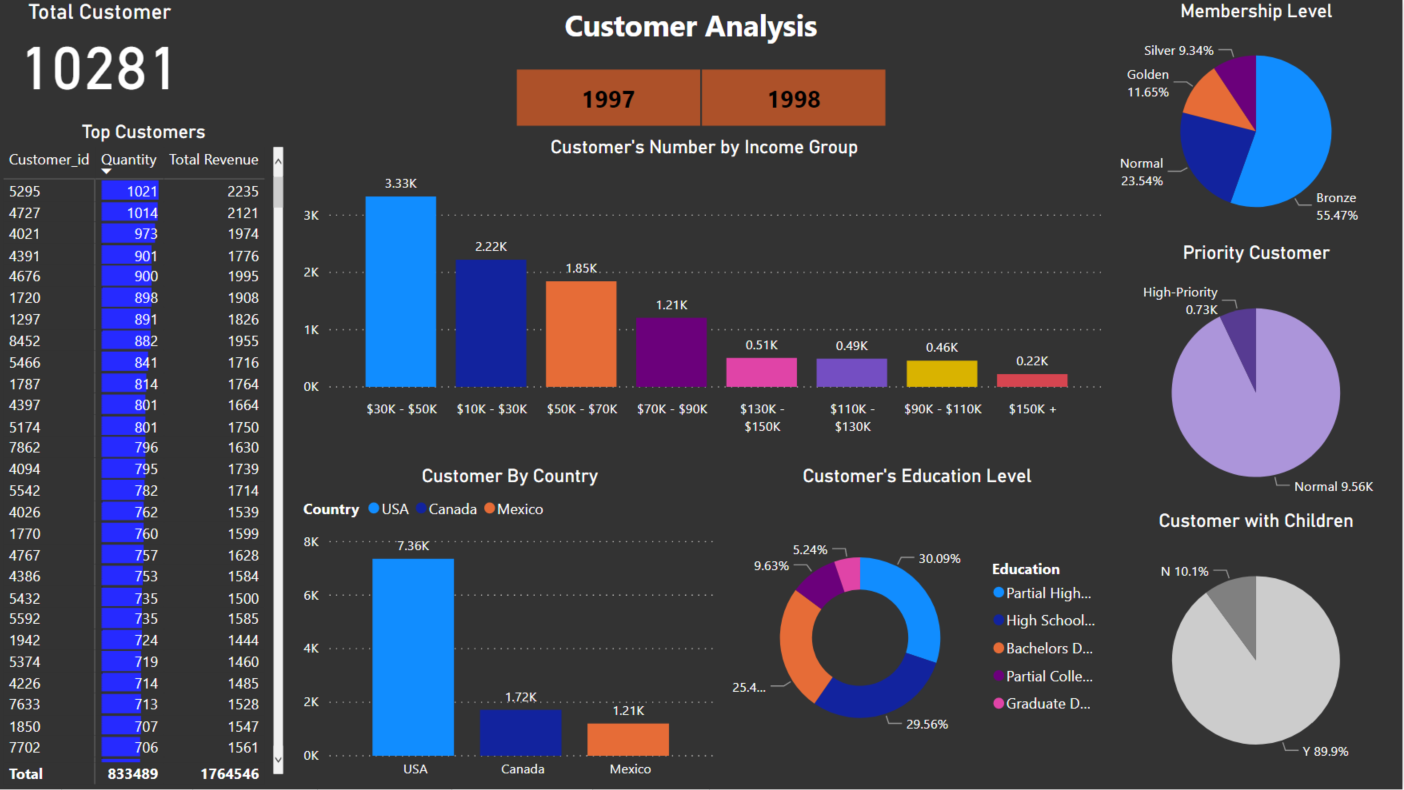 Total Customer
10281
Customer Analysis
1997 1998
Top Customers
Customer_id Quantity Total Revenue
5295 1021 2235
4727 1014 2121
4021 973 1974
4391 901 1776
4676 900 1995
1720 898 1908
1297 891 1826
8452 882 1955
5466 841 1716
1787 814 1764
4397 801 1664
5174 801 1750
7862 796 1630
4094 795 1739
5542 782 1714
4026 762 1539
1770 760 1599
4767 757 1628
4386 753 1584
5432 735 1500
5592 735 1585
1942 724 1444
5374 719 1460
4226 714 1485
7633 713 1528
1850 707 1547
7702 706 1561
Total 833489 1764546
Customer's Number by Income Group
3K
2K
1K
0K
3.33K
2.22K
1.85K
1.21K
0.51K
0.49K
0.46K
0.22K
$30K - $50K
$10K - $30K
$50K - $70K
$70K - $90K
$130K -
$150K
$110K -
$130K
$90K - $110K
$150K +
Customer By Country
Country USA Canada Mexico
8K
6K
4K
2K
0K
7.36K
1.72K
1.21K
USA
Canada
Mexico
Customer's Education Level
5.24%
9.63%
30.09%
25.4...
29.56%
Education
Partial High...
High School...
Bachelors D...
Partial Colle...
Graduate D...
Membership Level
Silver 9.34%
Golden
11.65%
Normal
23.54%
Bronze
55.47%
Priority Customer
High-Priority
0.73K
Normal 9.56K
Customer with Children
N 10.1%
Y 89.9%